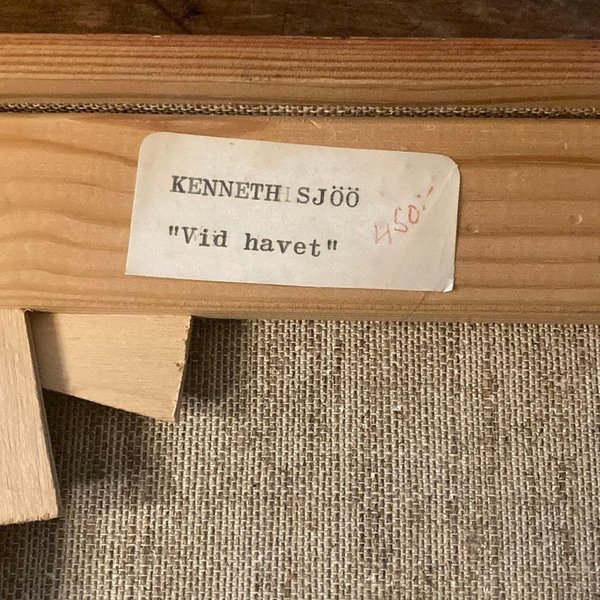 KENNETH SJÖÖ
"Vid havet"
450:-